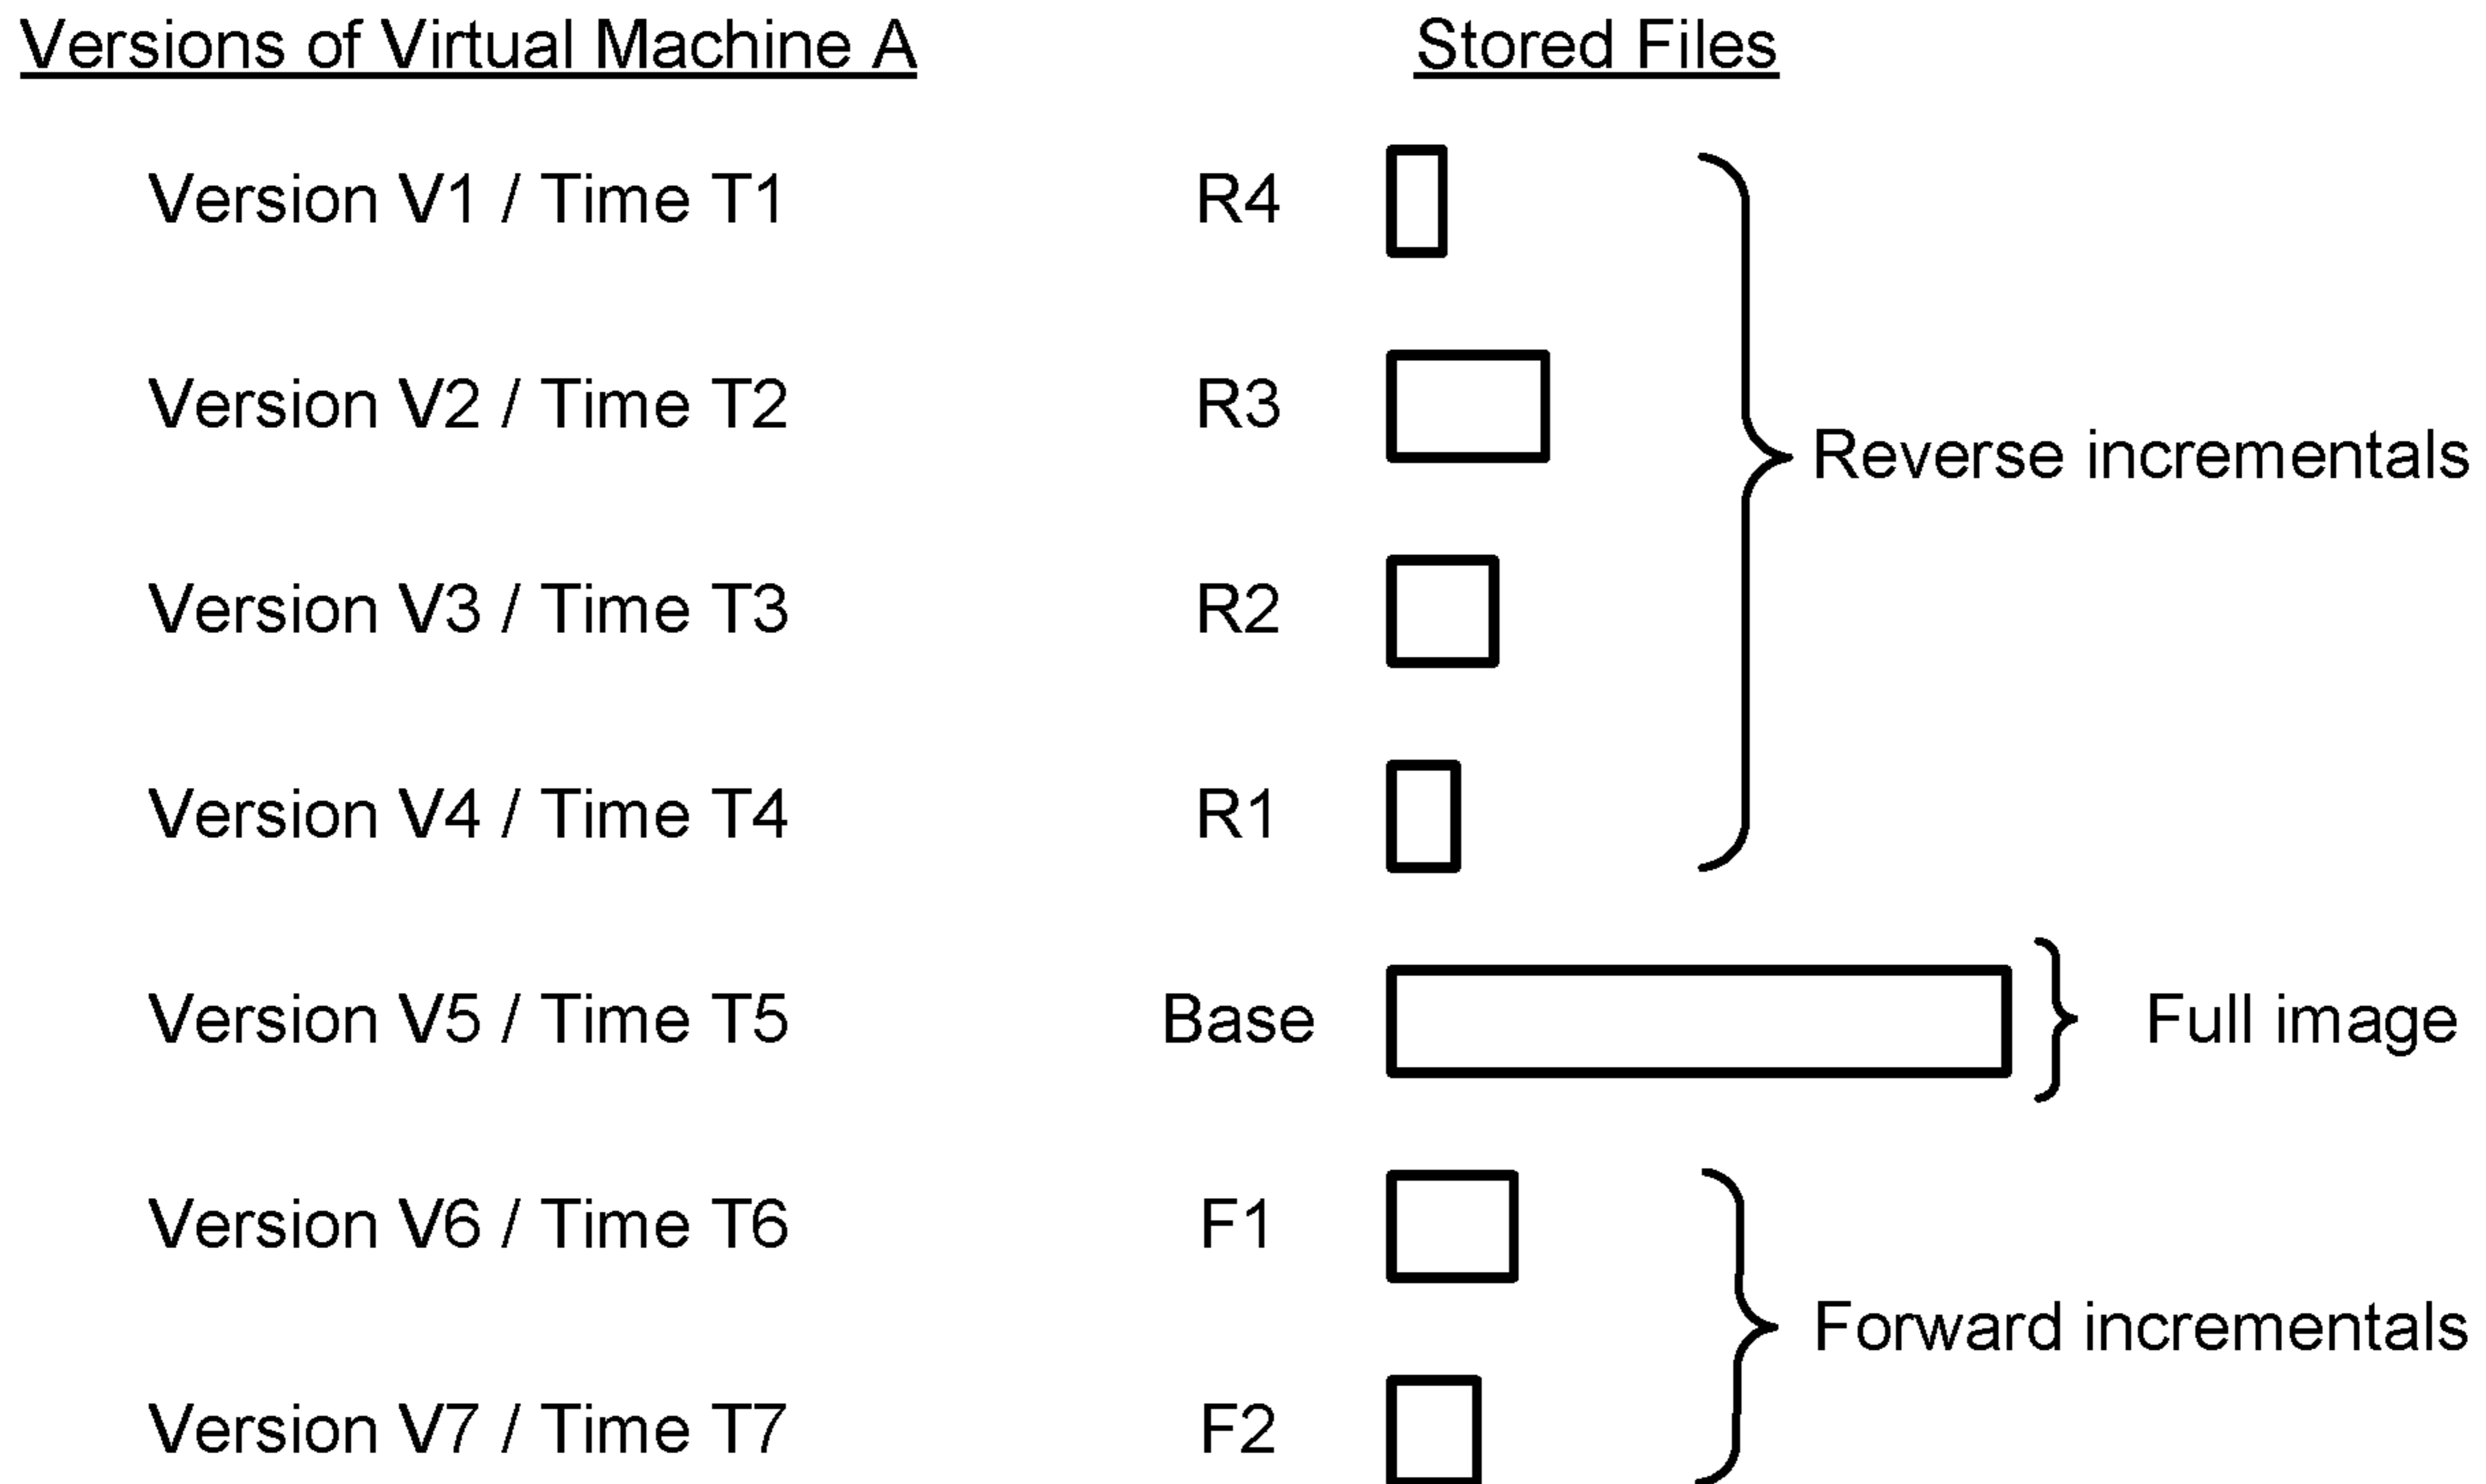 Versions of Virtual Machine A Stored Files
Version V1 / Time T1 R4
Version V2 / Time T2 R3
Reverse incrementals
Version V3 / Time T3 R2
Version V4 / Time T4 R1
Version V5 / Time T5 Base Full image
Version V6 / Time T6 F1
Forward incrementals
Version V7 / Time T7 F2